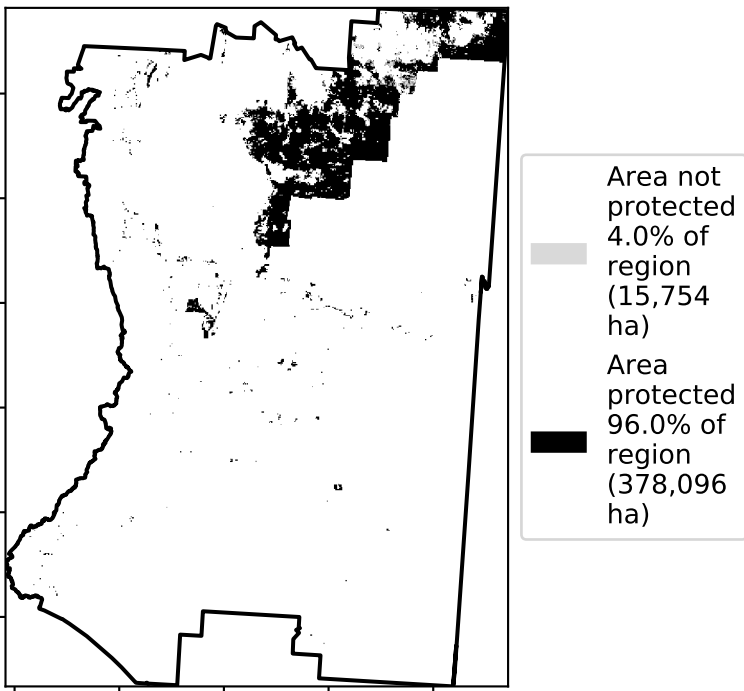 Area not
protected
4.0% of
region
(15,754
ha)
Area
protected
96.0% of
region
(378,096
ha)